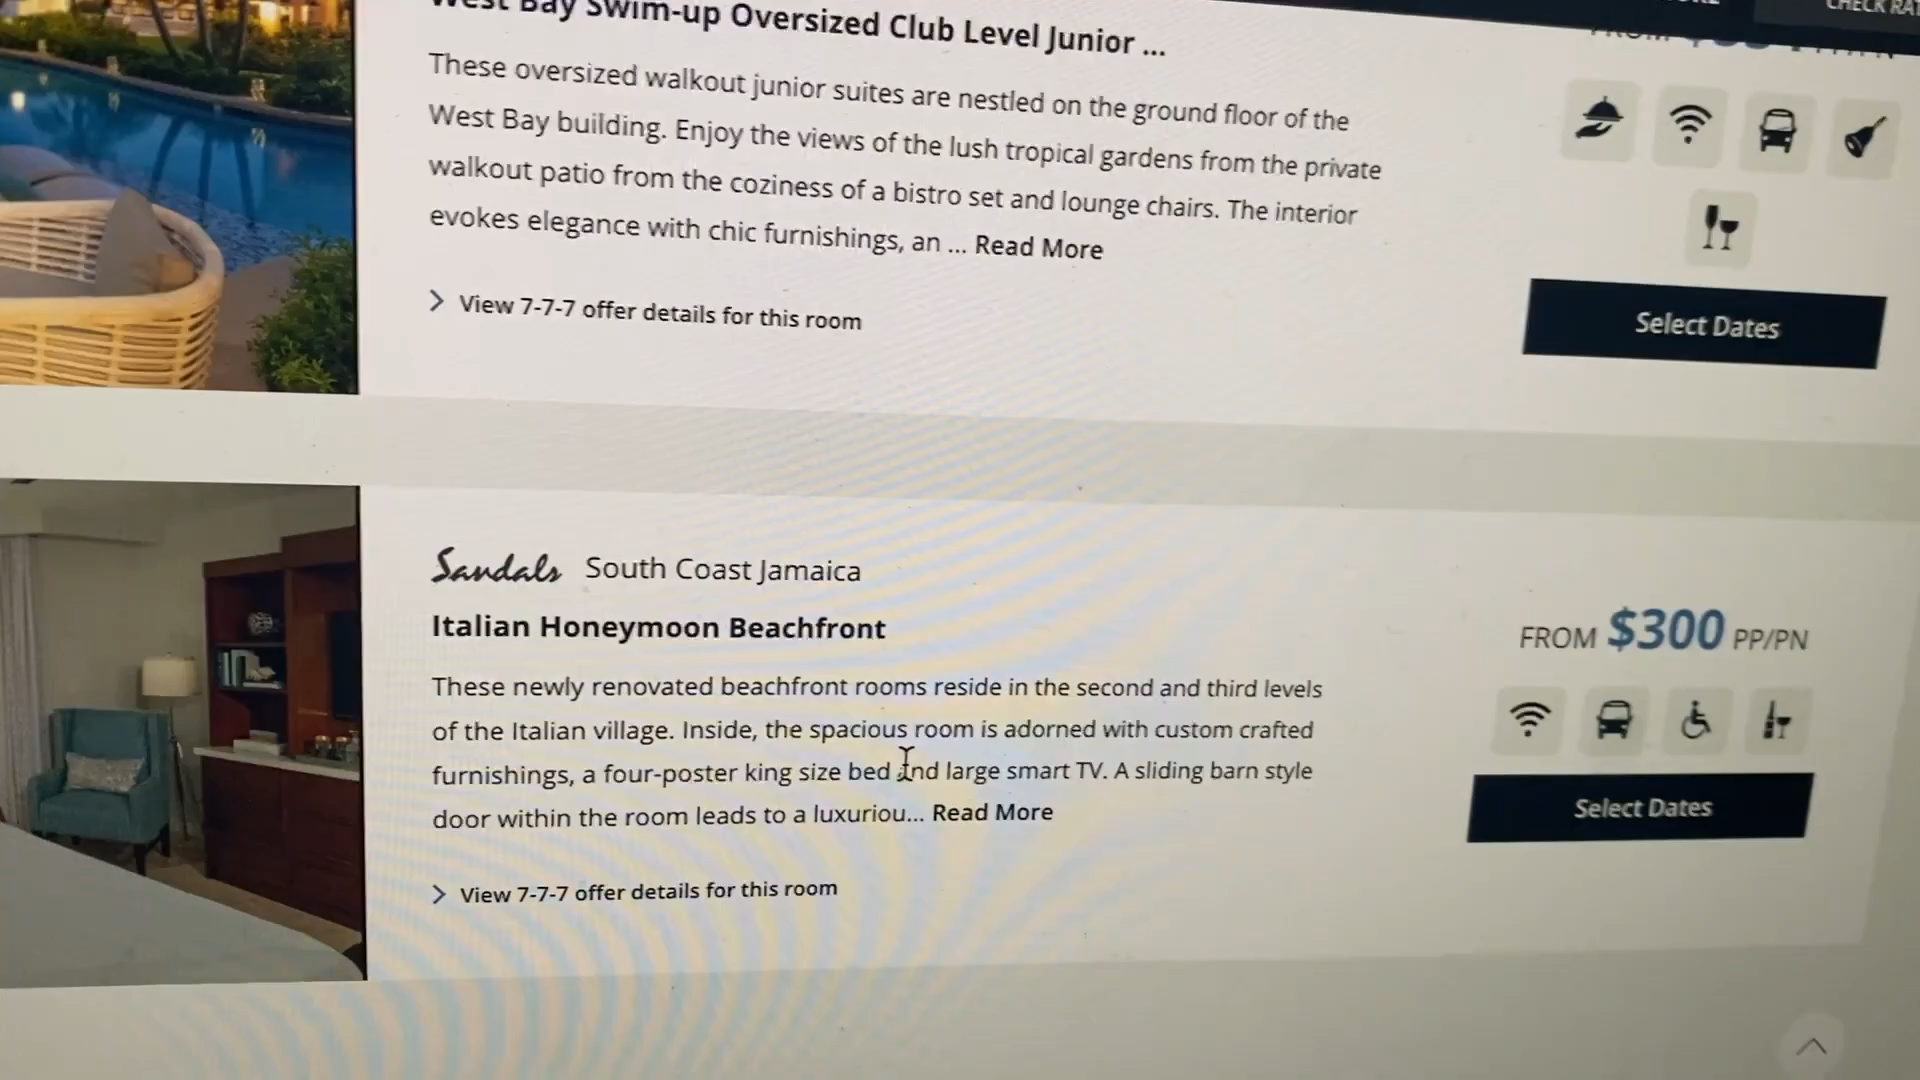 West Bay Swim-up Oversized Club Level Junior ...
CHECK RAT
These oversized walkout junior suites are nestled on the ground floor of the
West Bay building. Enjoy the views of the lush tropical gardens from the private
walkout patio from the coziness of a bistro set and lounge chairs. The interior
evokes elegance with chic furnishings, an ... Read More
View 7-7-7 offer details for this room
Select Dates
Sandals South Coast Jamaica
Italian Honeymoon Beachfront
FROM $300 PP/PN
These newly renovated beachfront rooms reside in the second and third levels
of the Italian village. Inside, the spacious room is adorned with custom crafted
furnishings, a four-poster king size bed and large smart TV. A sliding barn style
door within the room leads to a luxuriou... Read More
Select Dates
View 7-7-7 offer details for this room